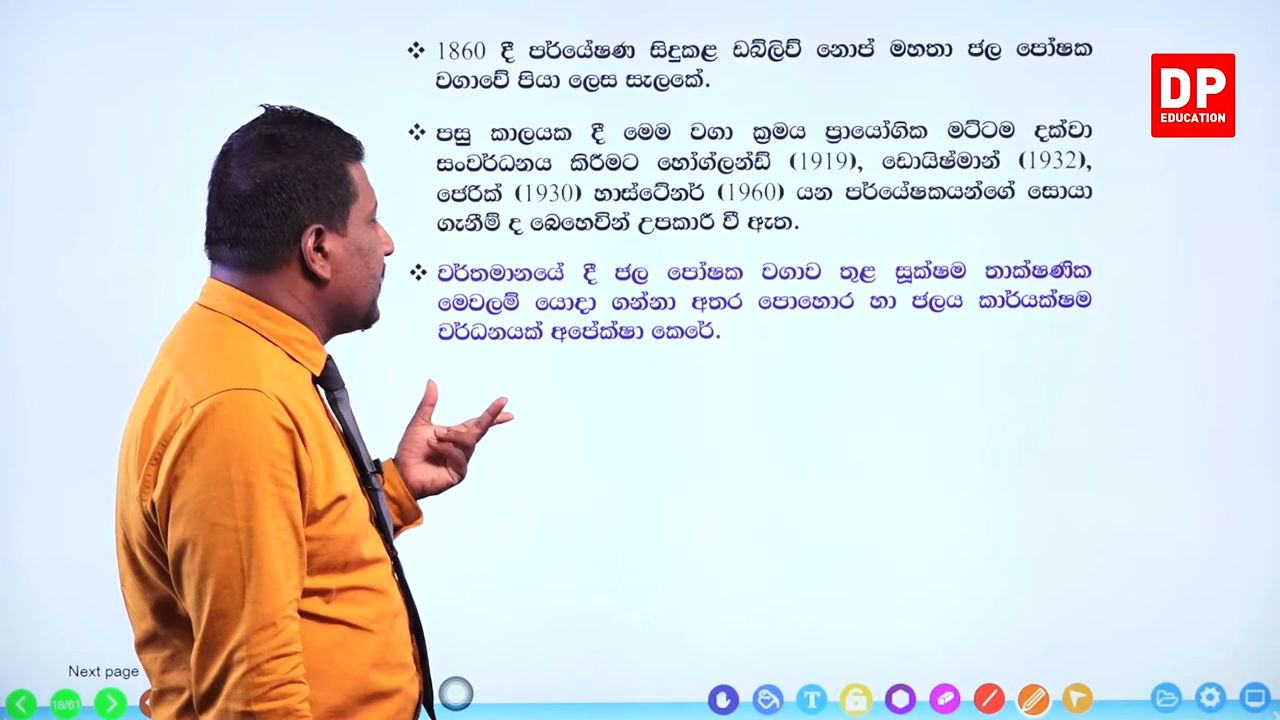 ❖ 1860 දී පර්යේෂණ සිදුකළ ඩබ්ලිව් නොප් මහතා ජල පෝෂක
වගාවේ පියා ලෙස සැලකේ.
❖ පසු කාලයක දී මෙම වගා ක්‍රමය ප්‍රායෝගික මට්ටම දක්වා
සංවර්ධනය කිරීමට හෝග්ලන්ඩ් (1919), ඩොයිෂ්මාන් (1932),
ජෙරික් (1930) හාස්ටේනර් (1960) යන පර්යේෂකයන්ගේ සොයා
ගැනීම් ද බෙහෙවින් උපකාරී වී ඇත.
❖ වර්තමානයේ දී ජල පෝෂක වගාව තුළ සූක්ෂම තාක්ෂණික
මෙවලම් යොදා ගන්නා අතර පොහොර හා ජලය කාර්යක්ෂම
වර්ධනයක් අපේක්ෂා කෙරේ.
DP
EDUCATION
Next page
18/61
T